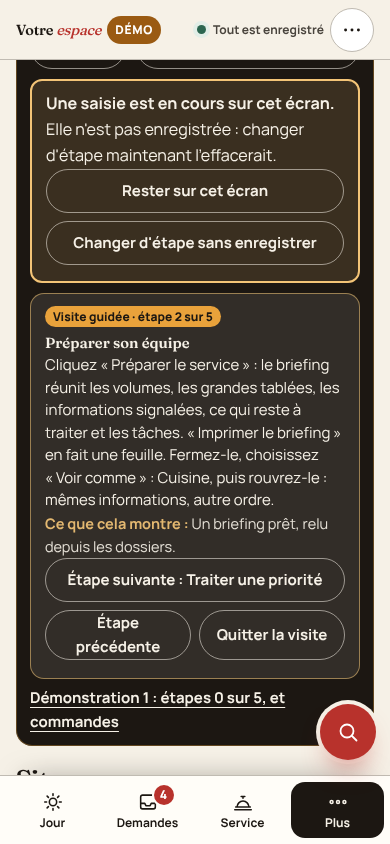 Votre espace DÉMO Tout est enregistré
Une saisie est en cours sur cet écran.
Elle n'est pas enregistrée : changer
d'étape maintenant l'effacerait.
Rester sur cet écran
Changer d'étape sans enregistrer
Visite guidée · étape 2 sur 5
Préparer son équipe
Cliquez « Préparer le service » : le briefing
réunit les volumes, les grandes tablées, les
informations signalées, ce qui reste à
traiter et les tâches. « Imprimer le briefing »
en fait une feuille. Fermez-le, choisissez
« Voir comme » : Cuisine, puis rouvrez-le :
mêmes informations, autre ordre.
Ce que cela montre : Un briefing prêt, relu
depuis les dossiers.
Étape suivante : Traiter une priorité
Étape
précédente
Quitter la visite
Démonstration 1 : étapes 0 sur 5, et
commandes
4
Jour Demandes Service Plus